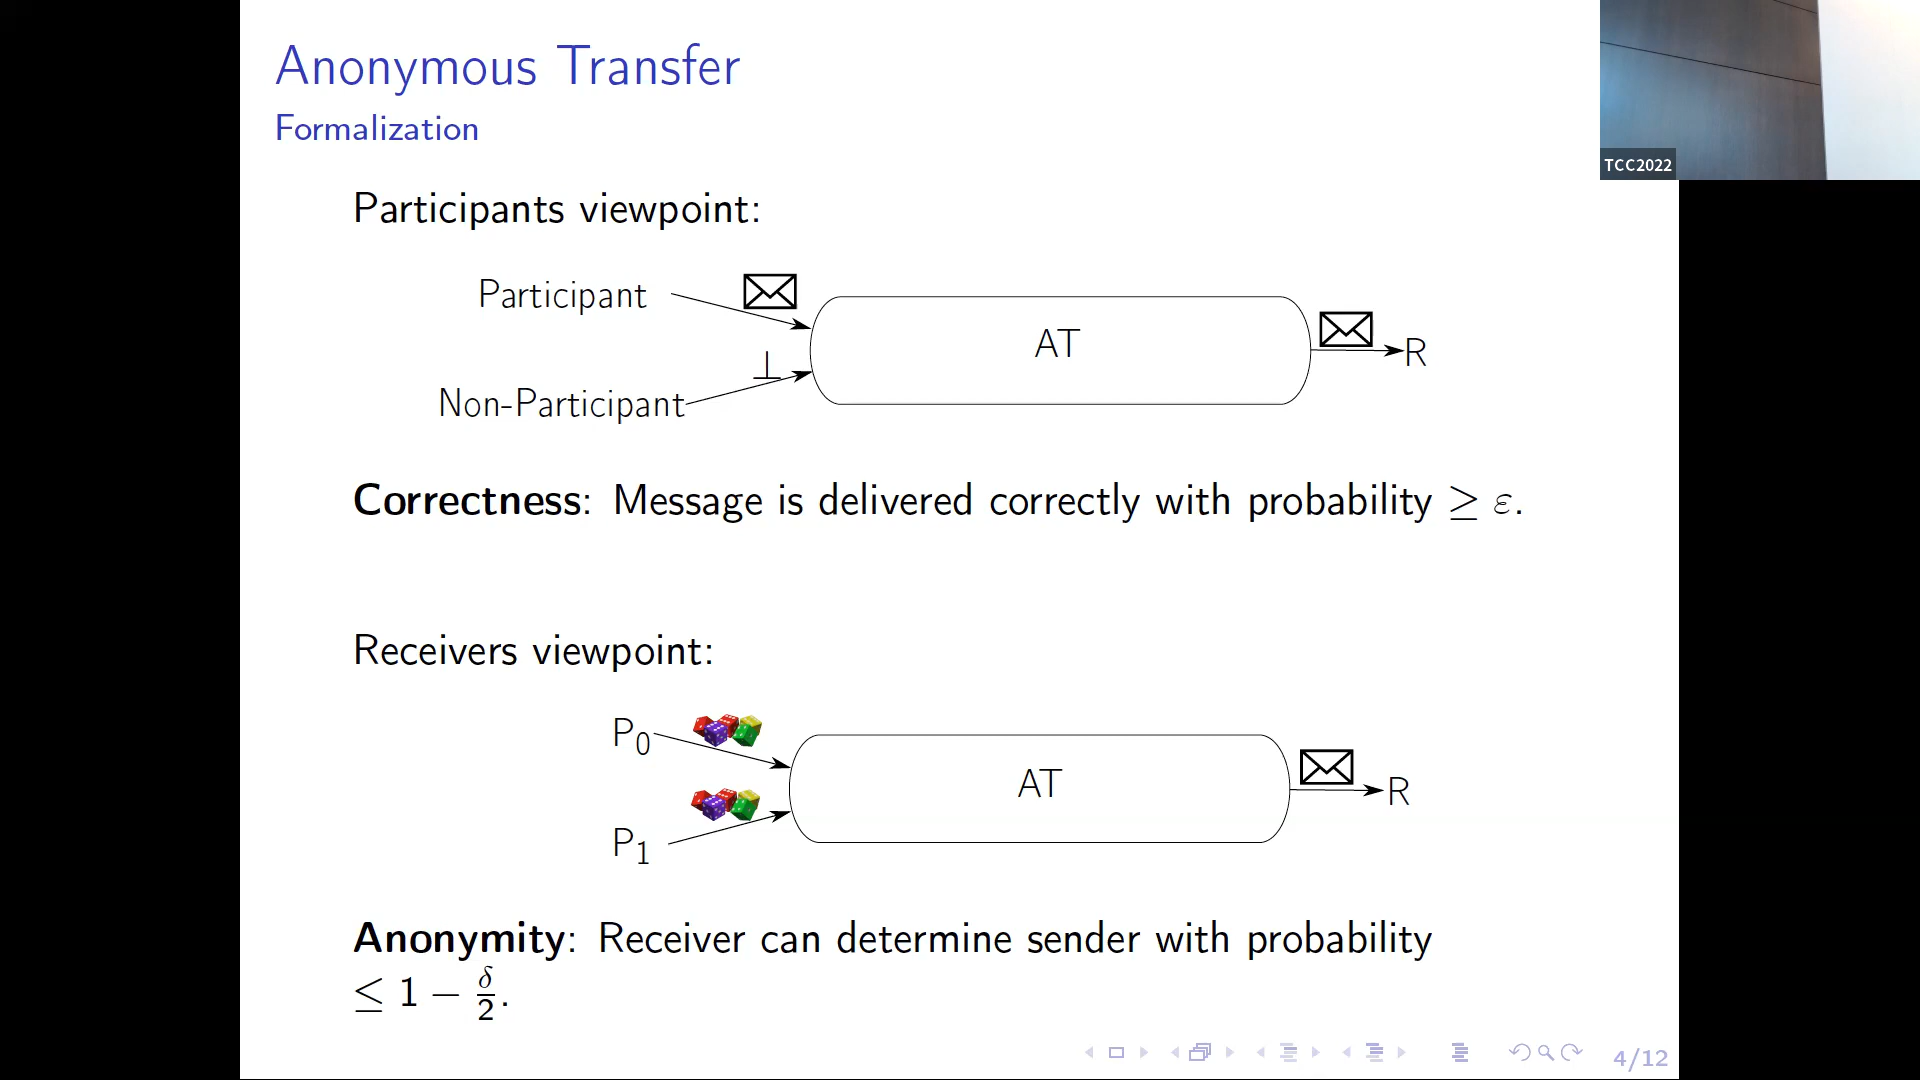 Anonymous Transfer
Formalization
TCC2022
Participants viewpoint:
Participant
AT
R
⊥
Non-Participant
Correctness: Message is delivered correctly with probability ≥ ε.
Receivers viewpoint:
P0
AT
R
P1
Anonymity: Receiver can determine sender with probability
≤ 1 − δ/2.
4/12